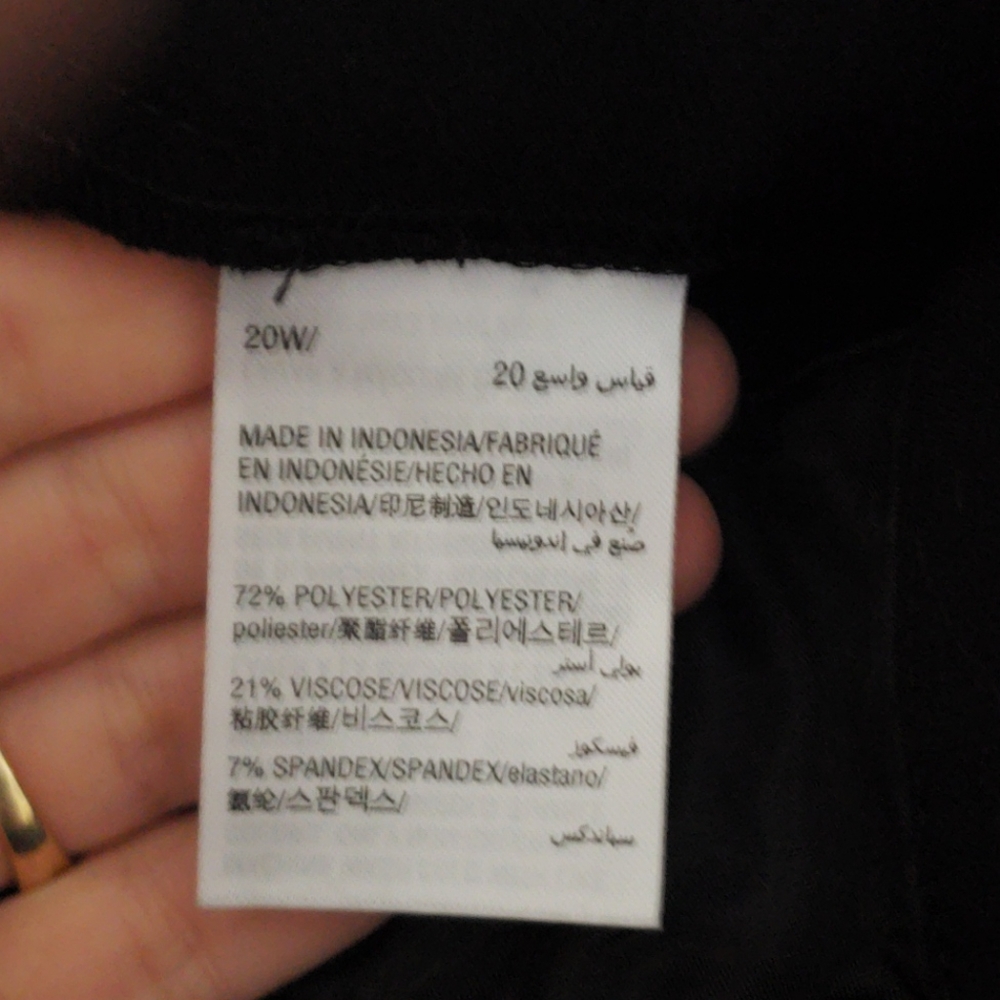 20W/
قياس واسع 20
MADE IN INDONESIA/FABRIQUÉ
EN INDONÉSIE/HECHO EN
INDONESIA/印尼制造/인도네시아산/
صنع في إندونيسيا
72% POLYESTER/POLYESTER/
poliester/聚酯纤维/폴리에스테르/
بولي أستر
21% VISCOSE/VISCOSE/viscosa/
粘胶纤维/비스코스/
فيسكوز
7% SPANDEX/SPANDEX/elastano/
氨纶/스판덱스/
سباندكس